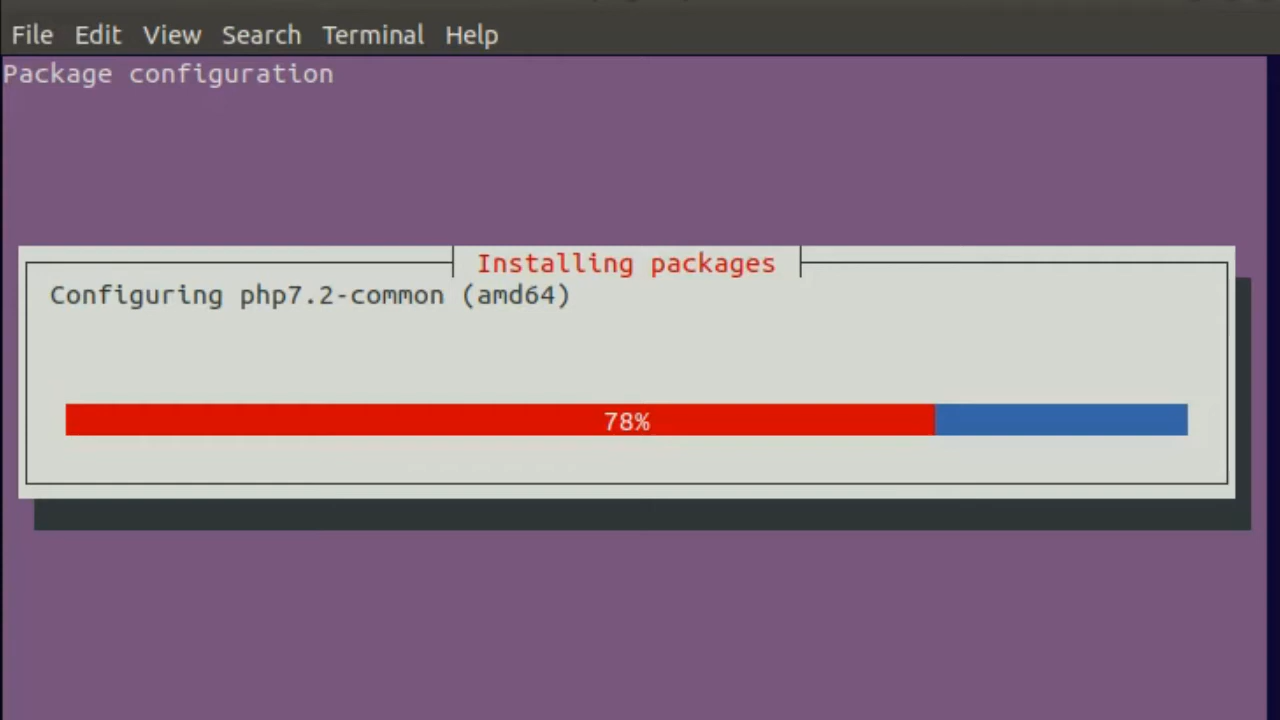 File Edit View Search Terminal Help
Package configuration
Installing packages
Configuring php7.2-common (amd64)
78%